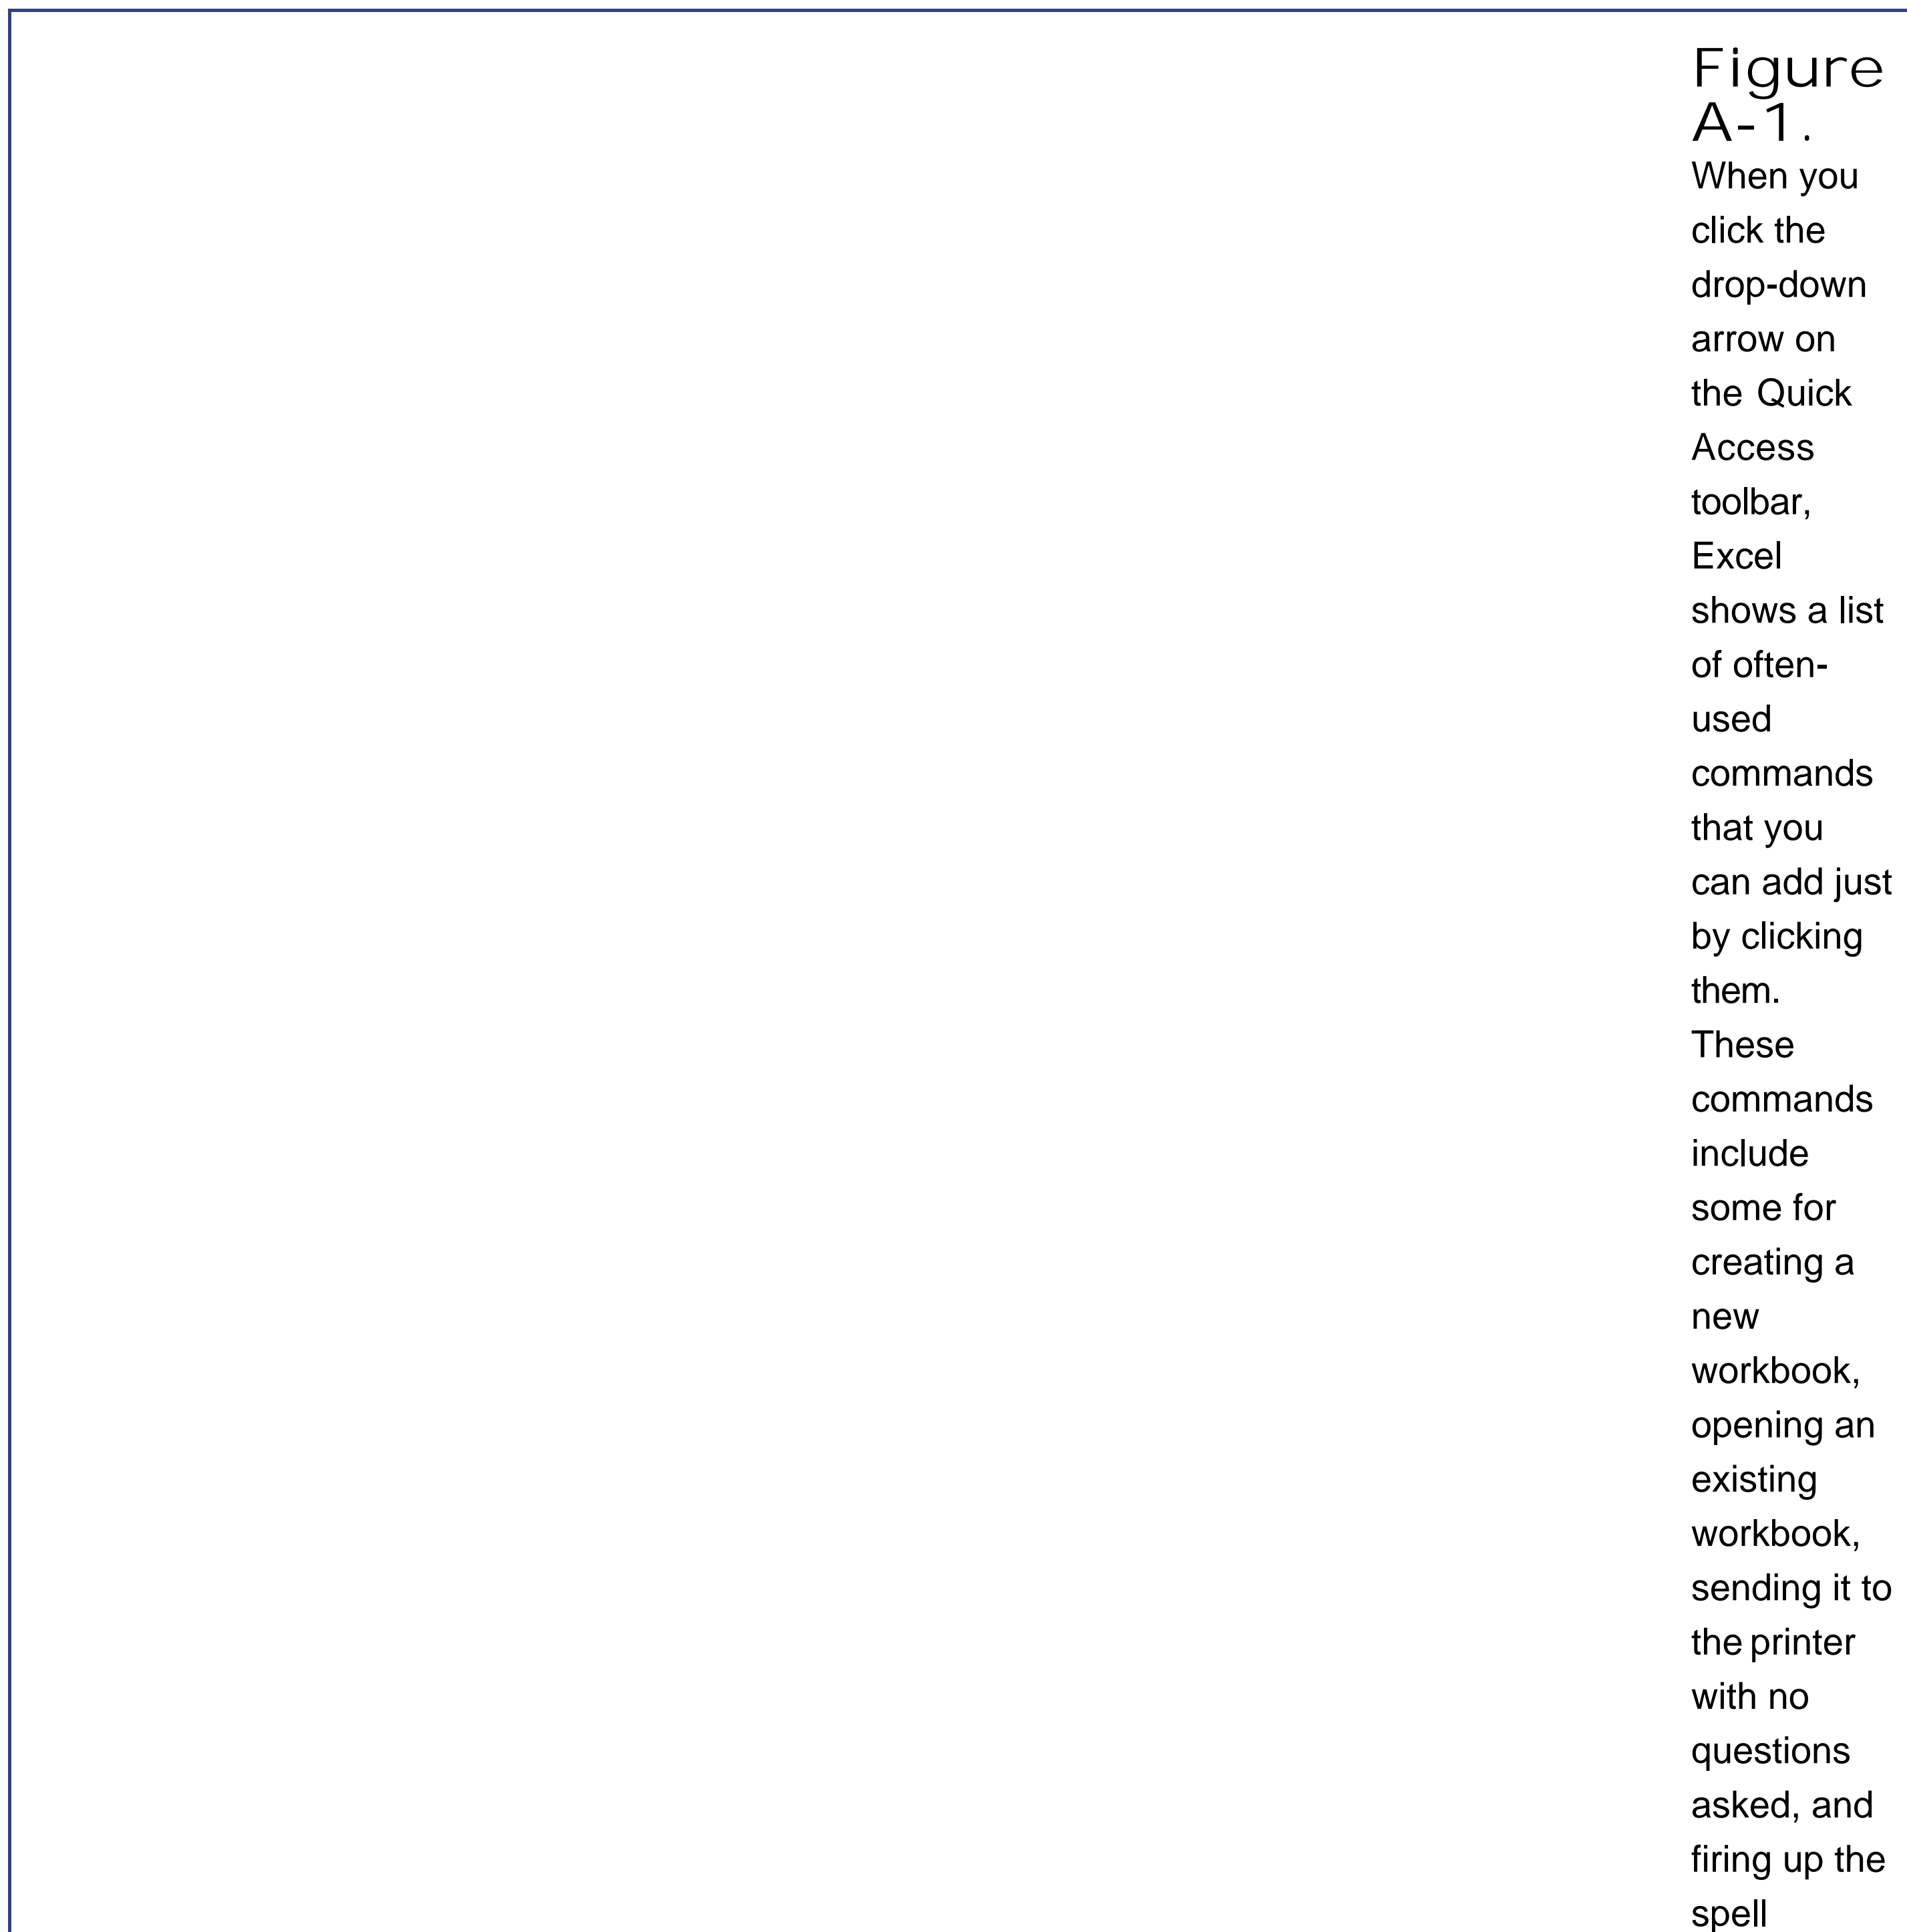 Figure
A-1.
When you
click the
drop-down
arrow on
the Quick
Access
toolbar,
Excel
shows a list
of often-
used
commands
that you
can add just
by clicking
them.
These
commands
include
some for
creating a
new
workbook,
opening an
existing
workbook,
sending it to
the printer
with no
questions
asked, and
firing up the
spell